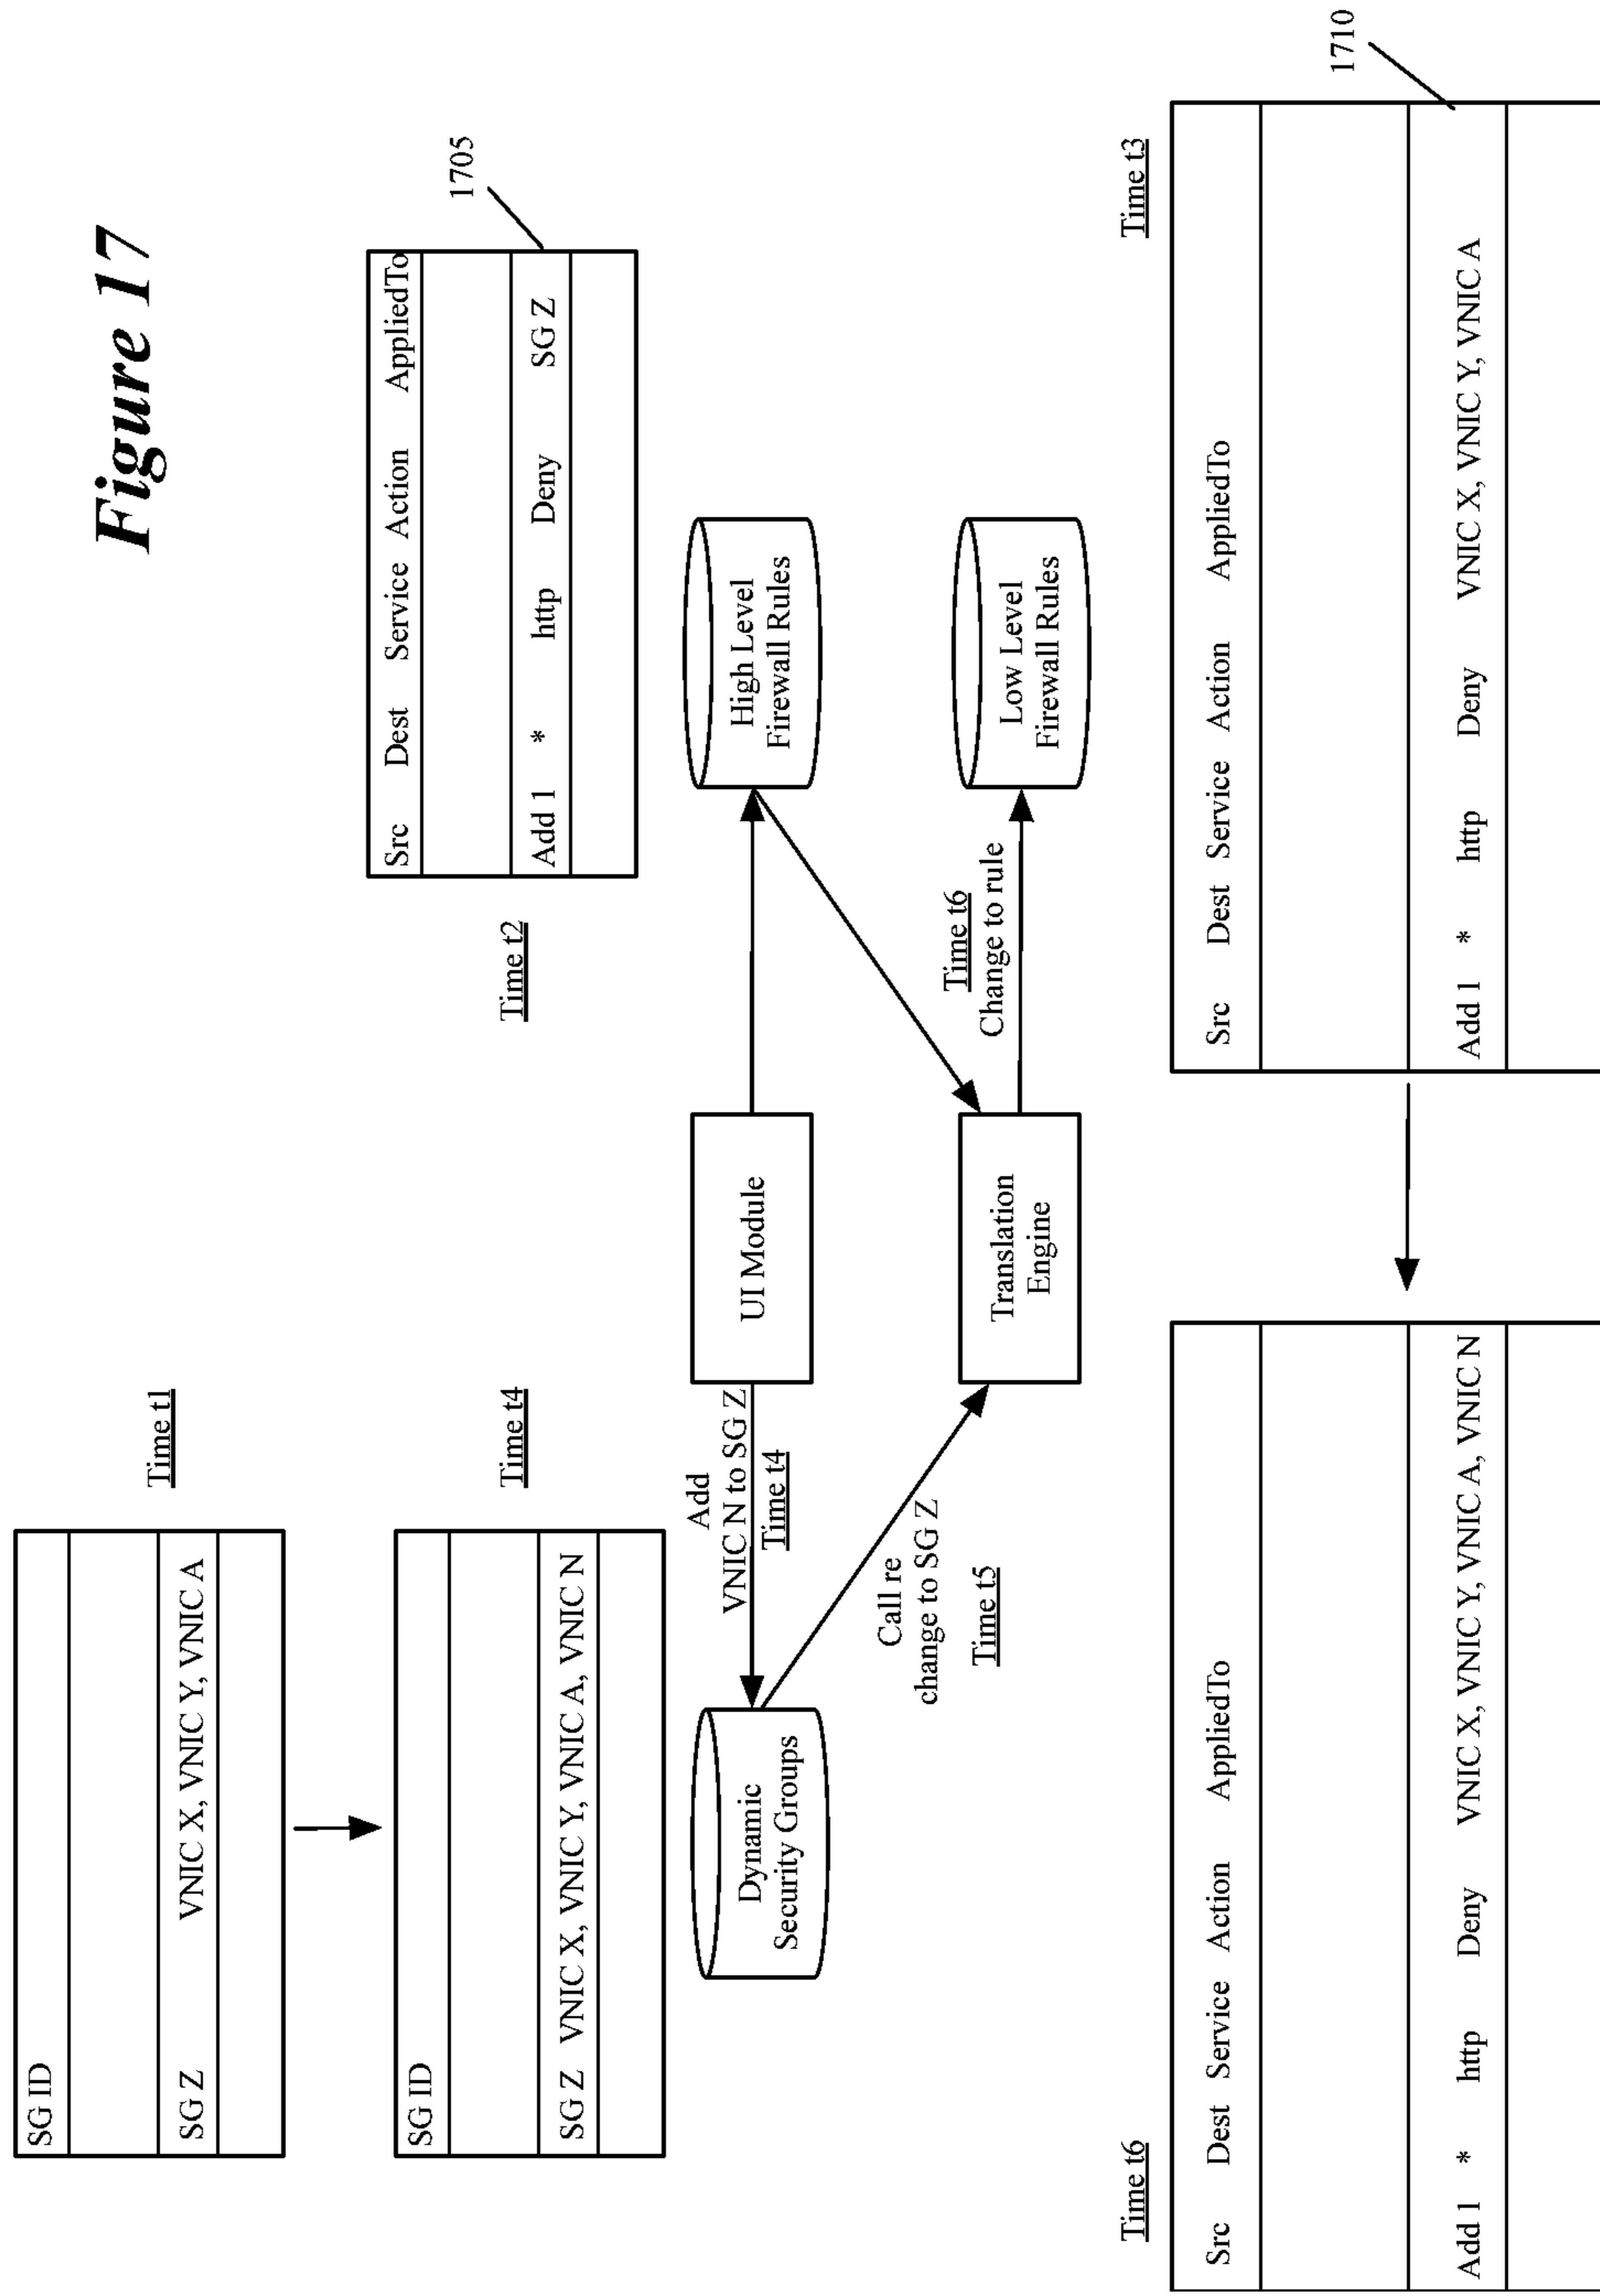 Figure 17
SG ID
SG Z VNIC X, VNIC Y, VNIC A
Time t1
SG ID
SG Z VNIC X, VNIC Y, VNIC A, VNIC N
Time t4
Time t2
Src Dest Service Action AppliedTo
Add 1 * http Deny SG Z
1705
Dynamic
Security Groups
Add
VNIC N to SG Z
Time t4
UI Module
High Level
Firewall Rules
Call re
change to SG Z
Time t5
Translation
Engine
Time t6
Change to rule
Low Level
Firewall Rules
Time t6
Src Dest Service Action AppliedTo
Add 1 * http Deny VNIC X, VNIC Y, VNIC A, VNIC N
Time t3
Src Dest Service Action AppliedTo
Add 1 * http Deny VNIC X, VNIC Y, VNIC A
1710